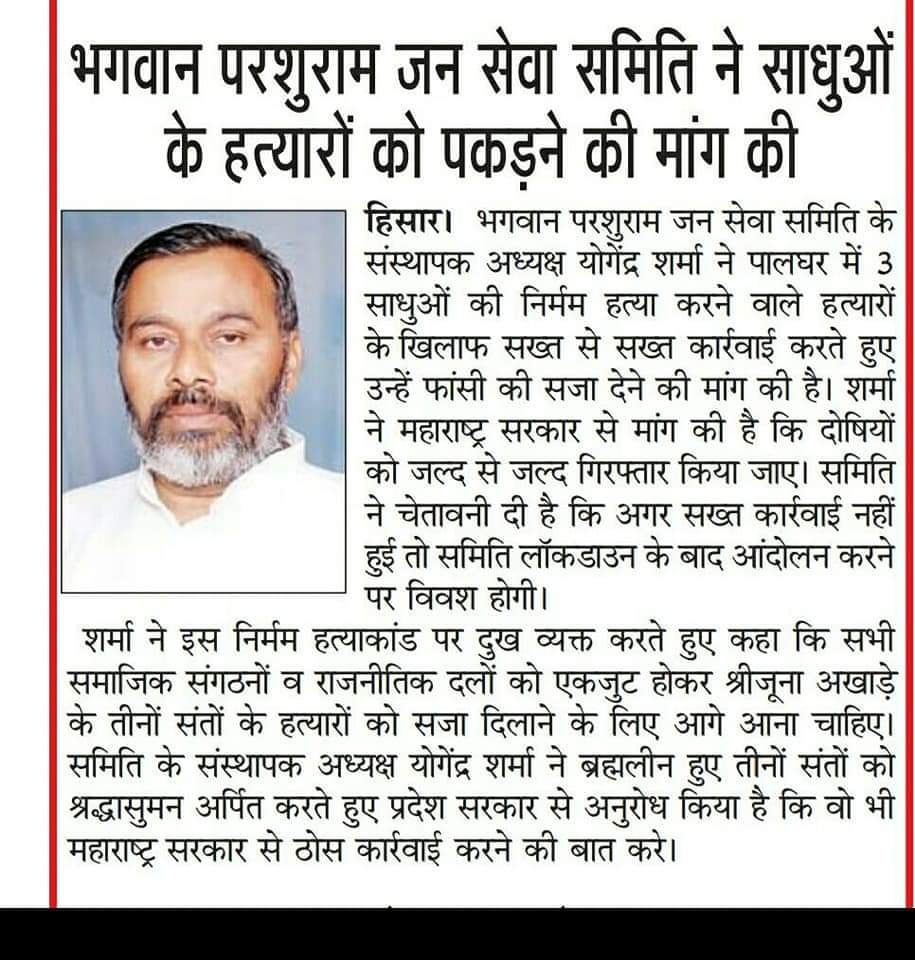 भगवान परशुराम जन सेवा समिति ने साधुओं
के हत्यारों को पकड़ने की मांग की
हिसार। भगवान परशुराम जन सेवा समिति के
संस्थापक अध्यक्ष योगेंद्र शर्मा ने पालघर में 3
साधुओं की निर्मम हत्या करने वाले हत्यारों
के खिलाफ सख्त से सख्त कार्रवाई करते हुए
उन्हें फांसी की सजा देने की मांग की है। शर्मा
ने महाराष्ट्र सरकार से मांग की है कि दोषियों
को जल्द से जल्द गिरफ्तार किया जाए। समिति
ने चेतावनी दी है कि अगर सख्त कार्रवाई नहीं
हुई तो समिति लॉकडाउन के बाद आंदोलन करने
पर विवश होगी।
शर्मा ने इस निर्मम हत्याकांड पर दुख व्यक्त करते हुए कहा कि सभी
समाजिक संगठनों व राजनीतिक दलों को एकजुट होकर श्रीजूना अखाड़े
के तीनों संतों के हत्यारों को सजा दिलाने के लिए आगे आना चाहिए।
समिति के संस्थापक अध्यक्ष योगेंद्र शर्मा ने ब्रह्मलीन हुए तीनों संतों को
श्रद्धासुमन अर्पित करते हुए प्रदेश सरकार से अनुरोध किया है कि वो भी
महाराष्ट्र सरकार से ठोस कार्रवाई करने की बात करे।